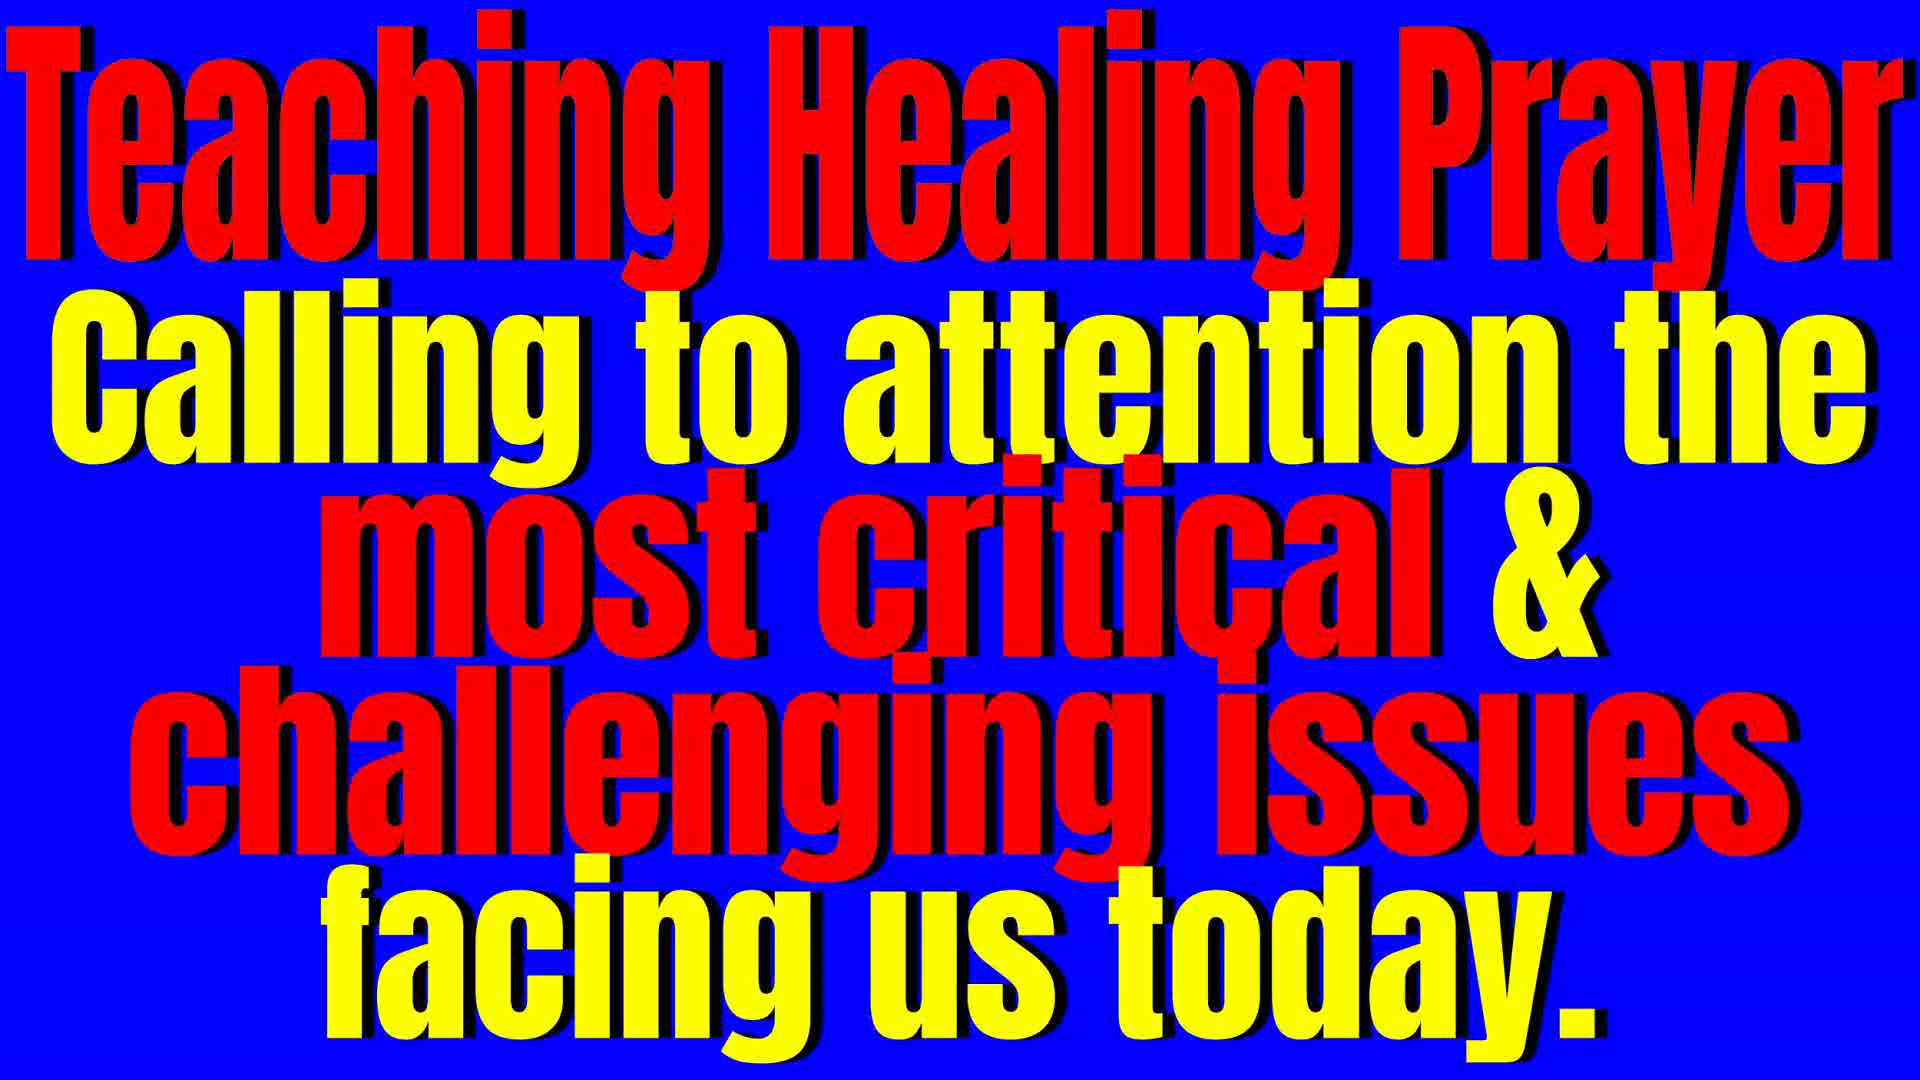 Teaching Healing Prayer
Calling to attention the
most critical &
challenging issues
facing us today.